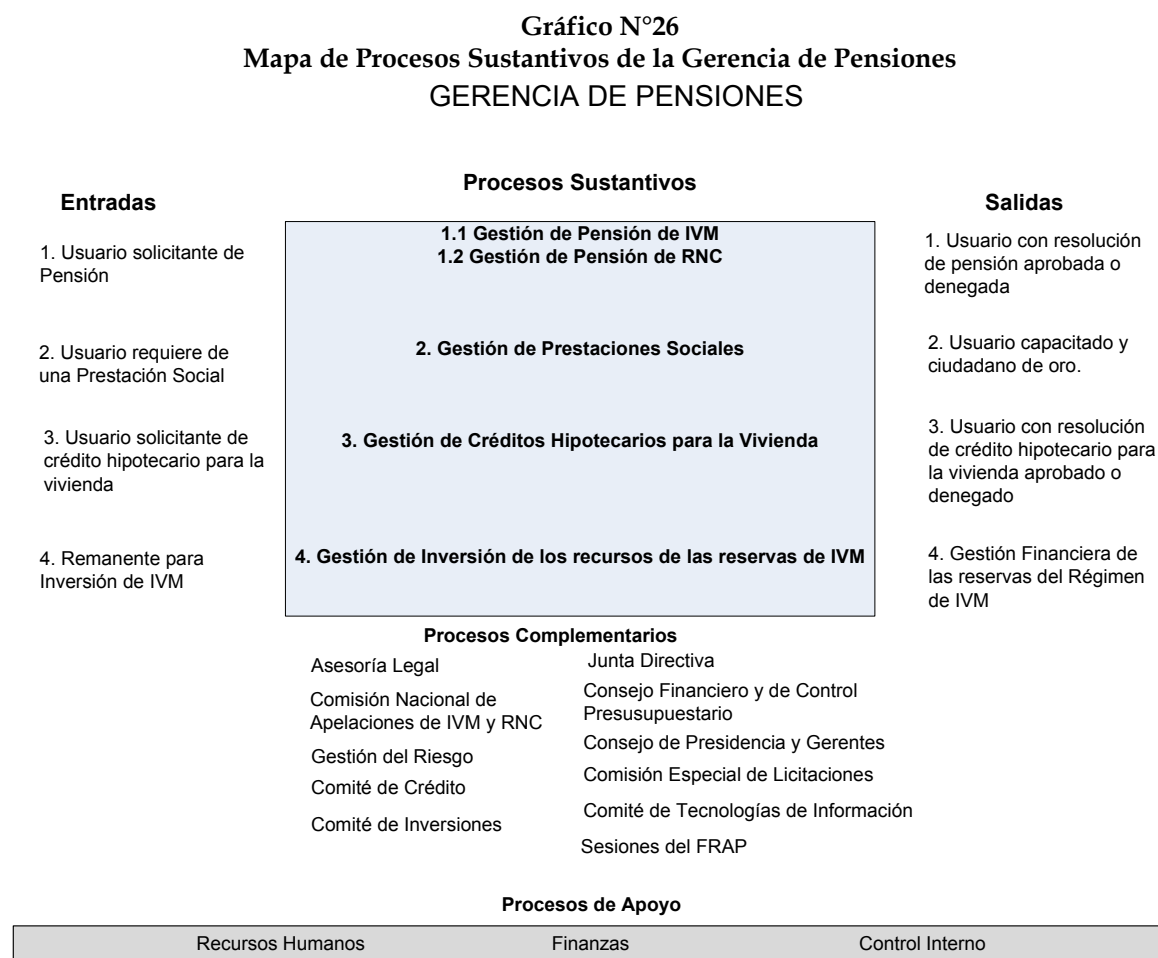 Gráfico N°26
Mapa de Procesos Sustantivos de la Gerencia de Pensiones
GERENCIA DE PENSIONES
Entradas
1. Usuario solicitante de
Pensión
2. Usuario requiere de
una Prestación Social
3. Usuario solicitante de
crédito hipotecario para la
vivienda
4. Remanente para
Inversión de IVM
Procesos Sustantivos
1.1 Gestión de Pensión de IVM
1.2 Gestión de Pensión de RNC
2. Gestión de Prestaciones Sociales
3. Gestión de Créditos Hipotecarios para la Vivienda
4. Gestión de Inversión de los recursos de las reservas de IVM
Salidas
1. Usuario con resolución
de pensión aprobada o
denegada
2. Usuario capacitado y
ciudadano de oro.
3. Usuario con resolución
de crédito hipotecario para
la vivienda aprobado o
denegado
4. Gestión Financiera de
las reservas del Régimen
de IVM
Procesos Complementarios
Asesoría Legal
Comisión Nacional de
Apelaciones de IVM y RNC
Gestión del Riesgo
Comité de Crédito
Comité de Inversiones
Junta Directiva
Consejo Financiero y de Control
Presusupuestario
Consejo de Presidencia y Gerentes
Comisión Especial de Licitaciones
Comité de Tecnologías de Información
Sesiones del FRAP
Procesos de Apoyo
Recursos Humanos Finanzas Control Interno